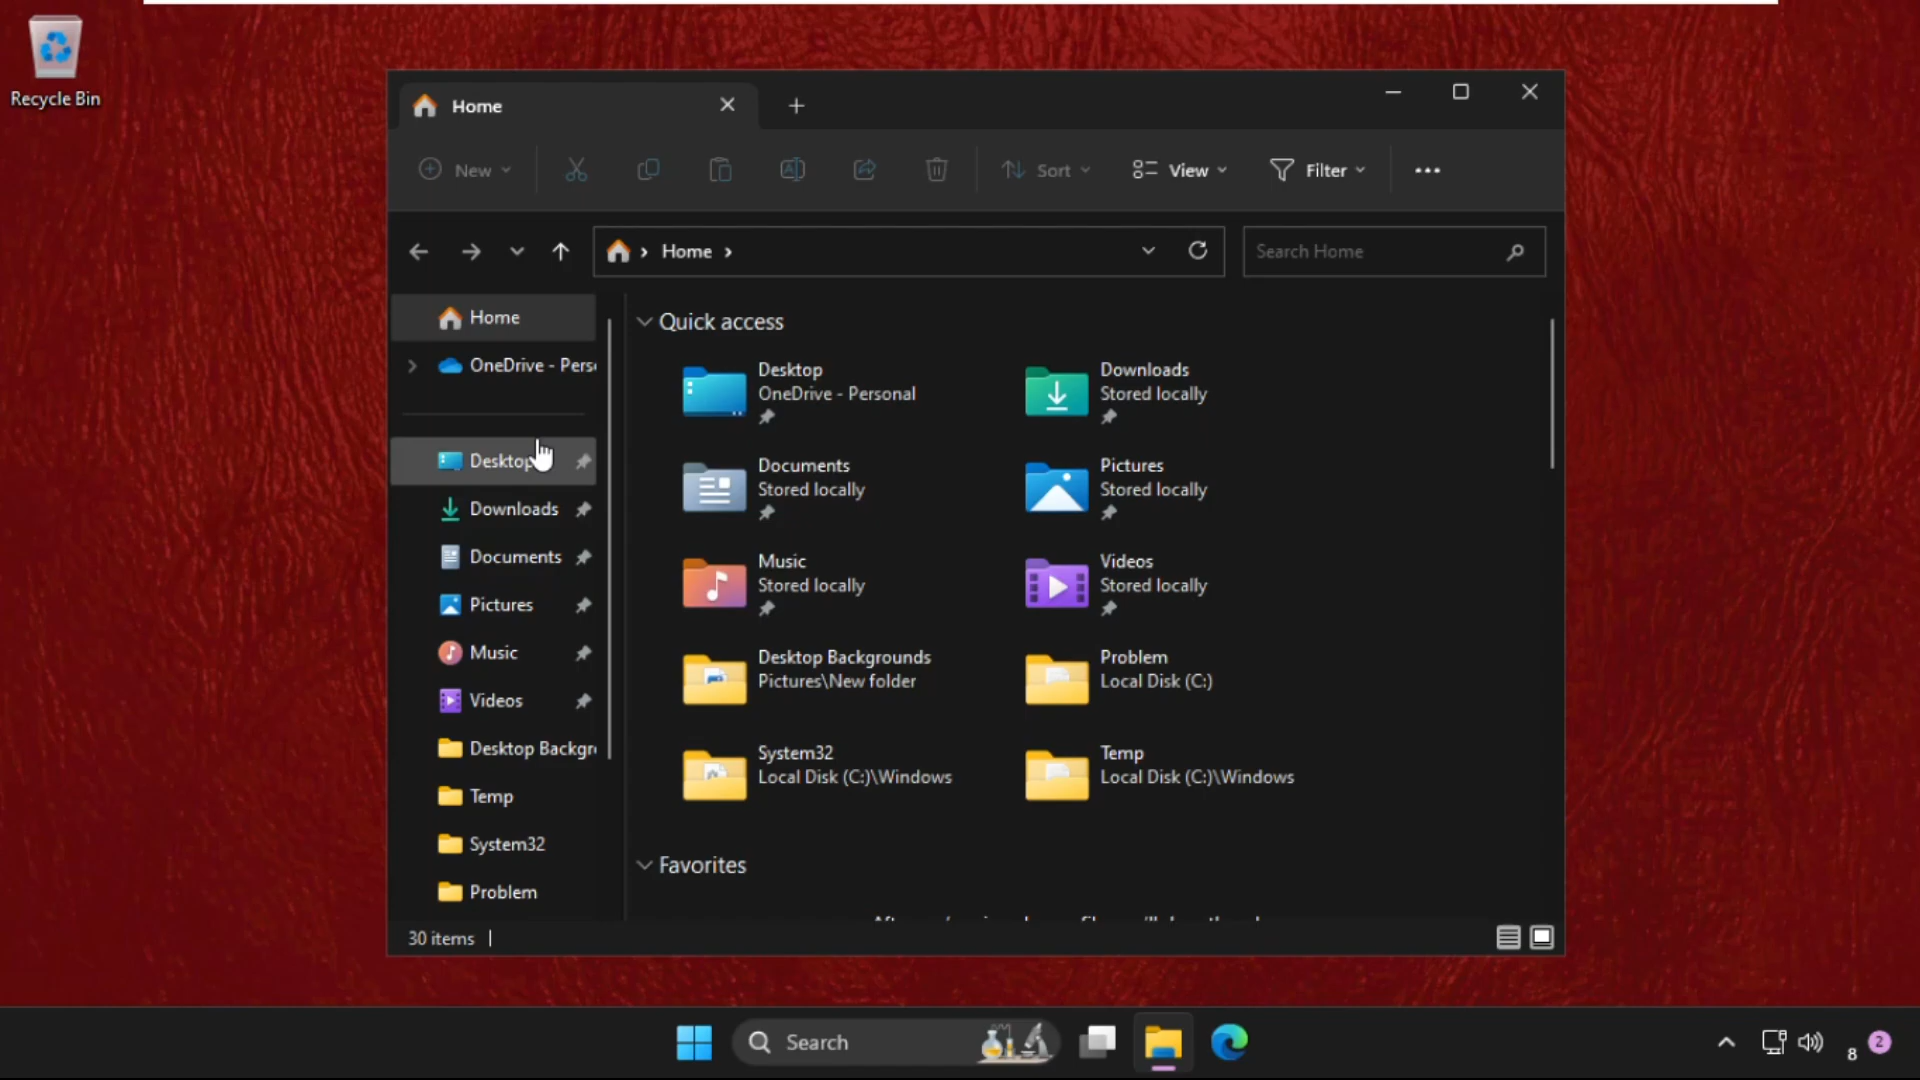 Recycle Bin
Home
New
Sort
View
Filter
Home
Search Home
Home
OneDrive - Pers
Desktop
Downloads
Documents
Pictures
Music
Videos
Desktop Backgr
Temp
System32
Problem
Quick access
Desktop
OneDrive - Personal
Downloads
Stored locally
Documents
Stored locally
Pictures
Stored locally
Music
Stored locally
Videos
Stored locally
Desktop Backgrounds
Pictures\New folder
Problem
Local Disk (C:)
System32
Local Disk (C:)\Windows
Temp
Local Disk (C:)\Windows
Favorites
30 items
Search
8
2